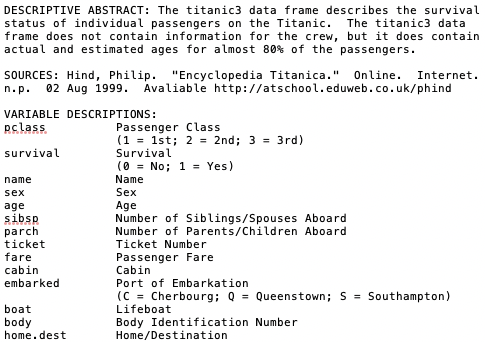 DESCRIPTIVE ABSTRACT: The titanic3 data frame describes the survival
status of individual passengers on the Titanic.  The titanic3 data
frame does not contain information for the crew, but it does contain
actual and estimated ages for almost 80% of the passengers.

SOURCES: Hind, Philip.  "Encyclopedia Titanica."  Online.  Internet.
n.p.  02 Aug 1999.  Avaliable http://atschool.eduweb.co.uk/phind

VARIABLE DESCRIPTIONS:
pclass          Passenger Class
                (1 = 1st; 2 = 2nd; 3 = 3rd)
survival        Survival
                (0 = No; 1 = Yes)
name            Name
sex             Sex
age             Age
sibsp           Number of Siblings/Spouses Aboard
parch           Number of Parents/Children Aboard
ticket          Ticket Number
fare            Passenger Fare
cabin           Cabin
embarked        Port of Embarkation
                (C = Cherbourg; Q = Queenstown; S = Southampton)
boat            Lifeboat
body            Body Identification Number
home.dest       Home/Destination